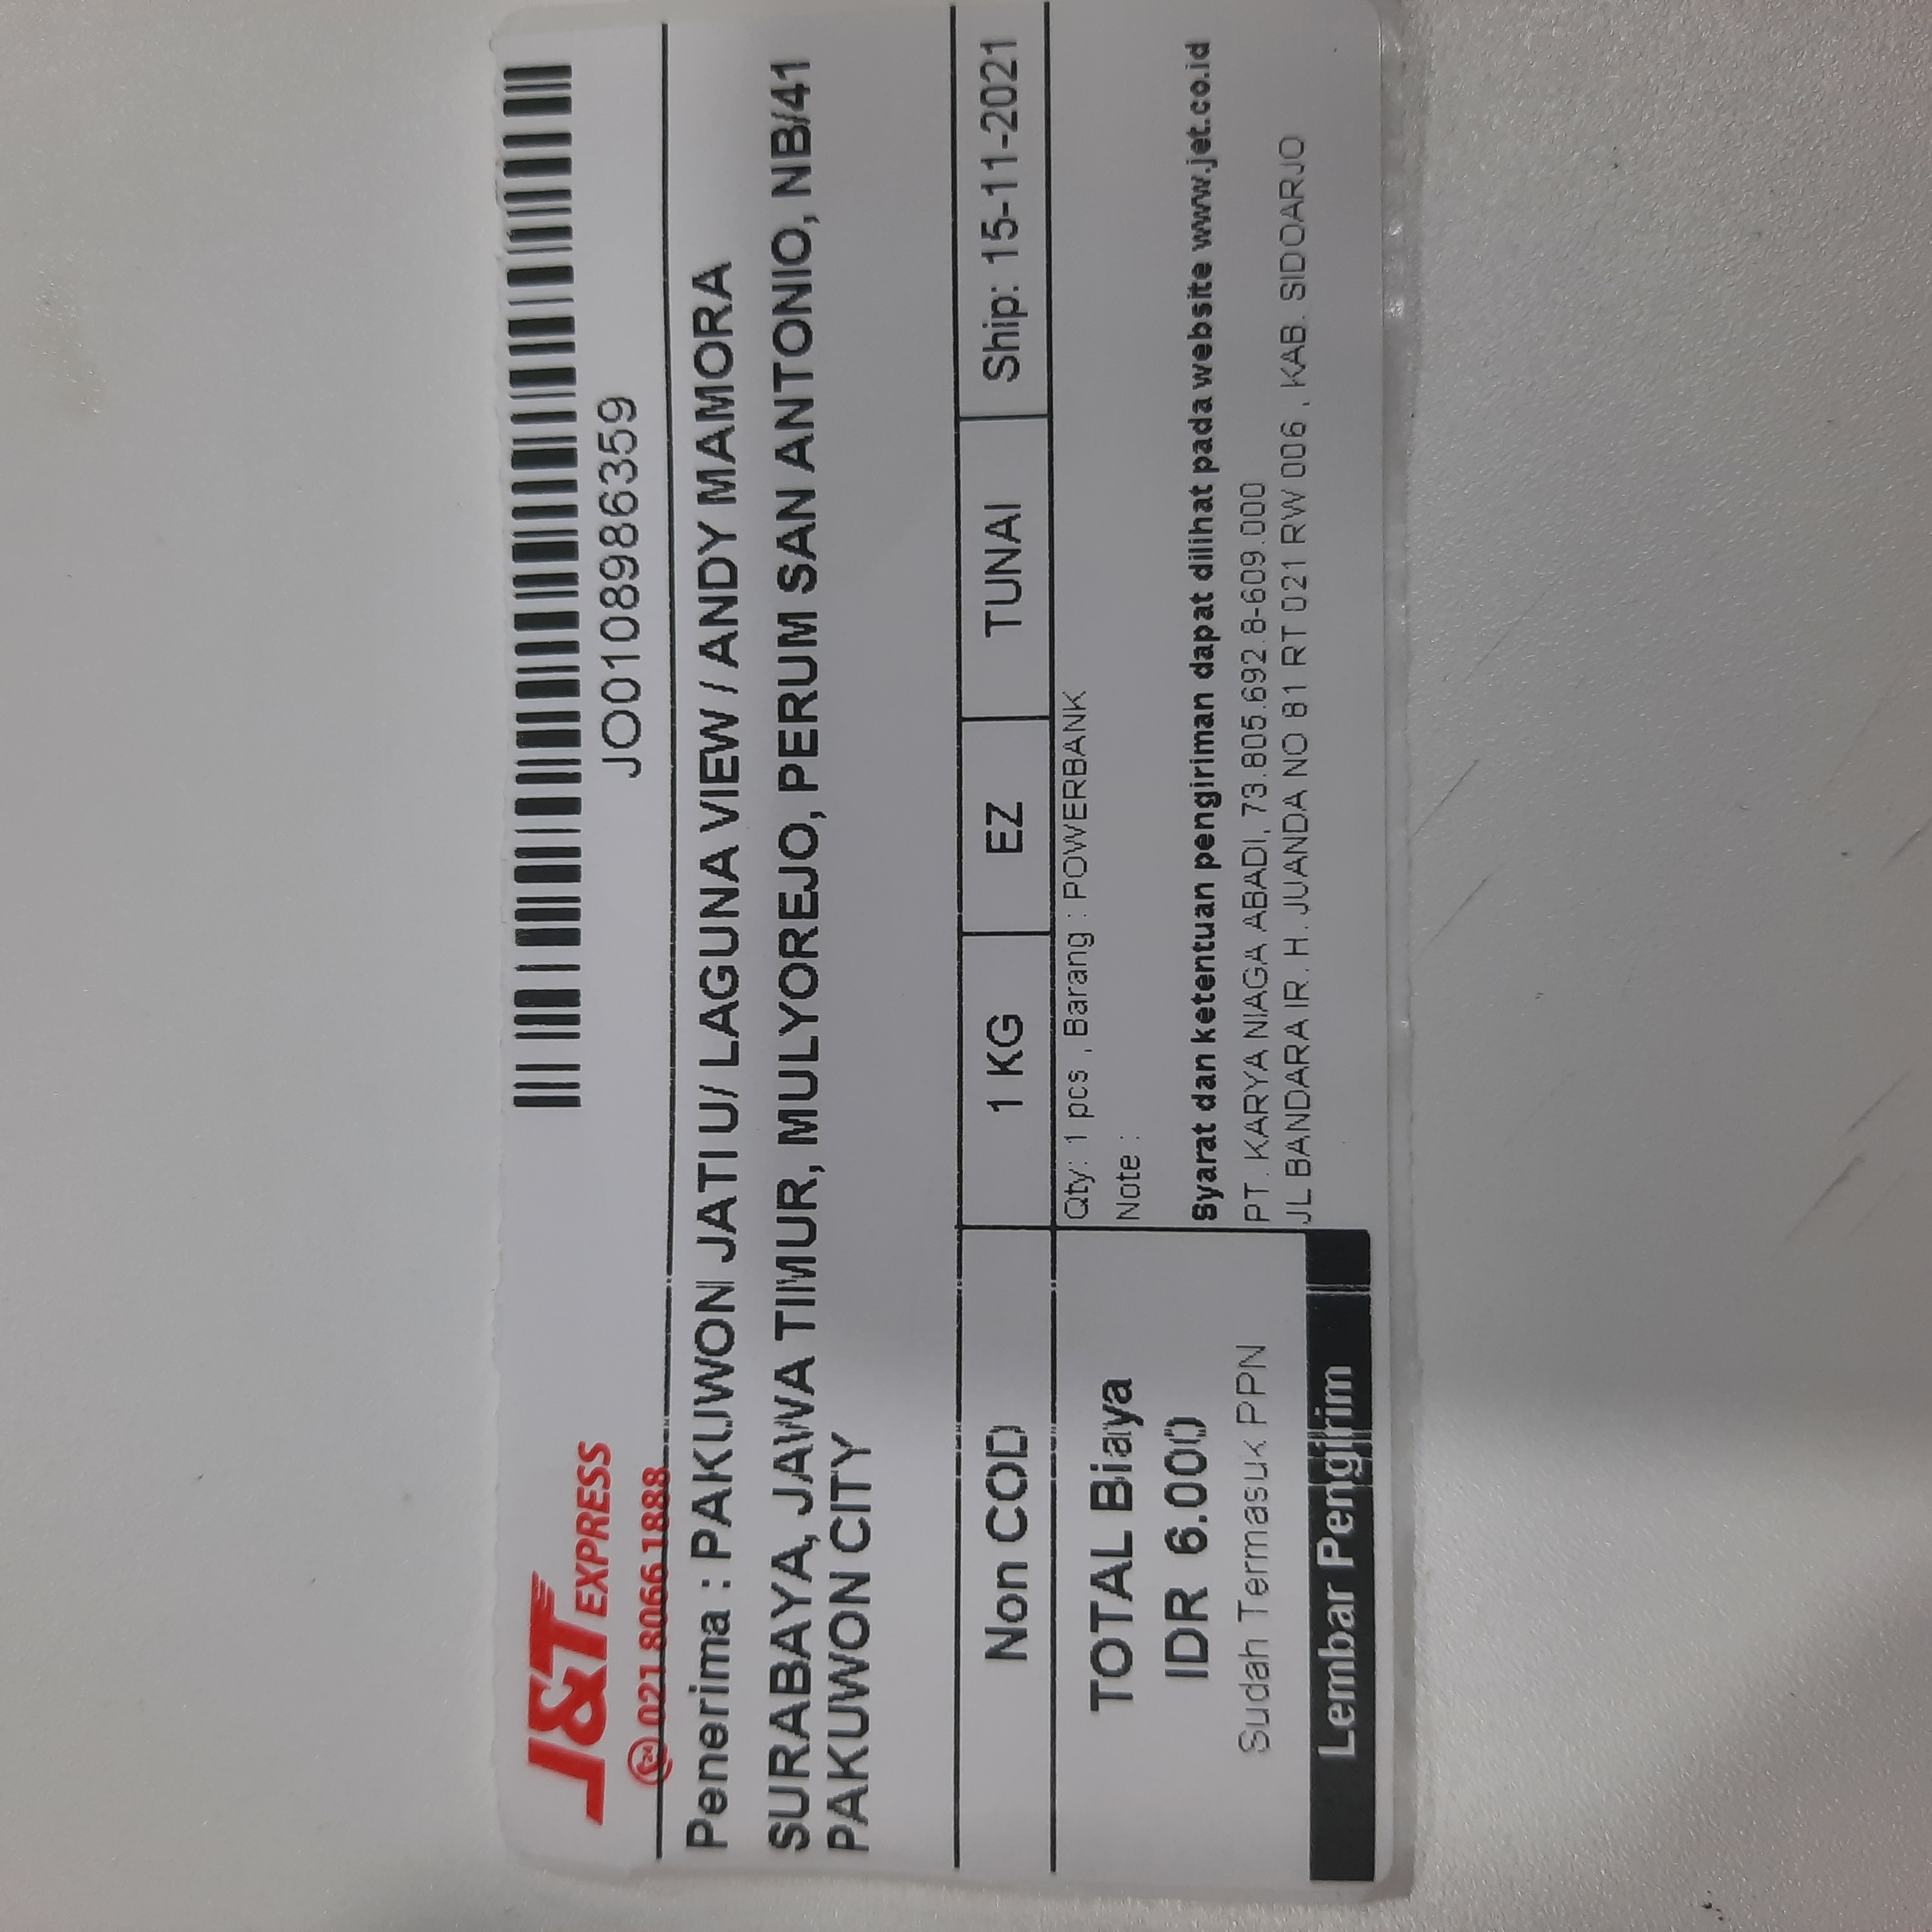 J&T EXPRESS
021 8066 1888
JO0108986359
Penerima : PAKUWON JATI U/ LAGUNA VIEW / ANDY MAMORA
SURABAYA, JAWA TIMUR, MULYOREJO, PERUM SAN ANTONIO, NB/41
PAKUWON CITY
Non COD
1 KG
EZ
TUNAI
Ship: 15-11-2021
TOTAL Biaya
IDR 6.000
Sudah Termasuk PPN
Lembar Pengirim
Qty: 1 pcs , Barang : POWERBANK
Note :
Syarat dan ketentuan pengiriman dapat dilihat pada website www.jet.co.id
PT. KARYA NIAGA ABADI, 73.805.692.8-609.000
JL BANDARA IR. H. JUANDA NO 81 RT 021 RW 006 , KAB. SIDOARJO